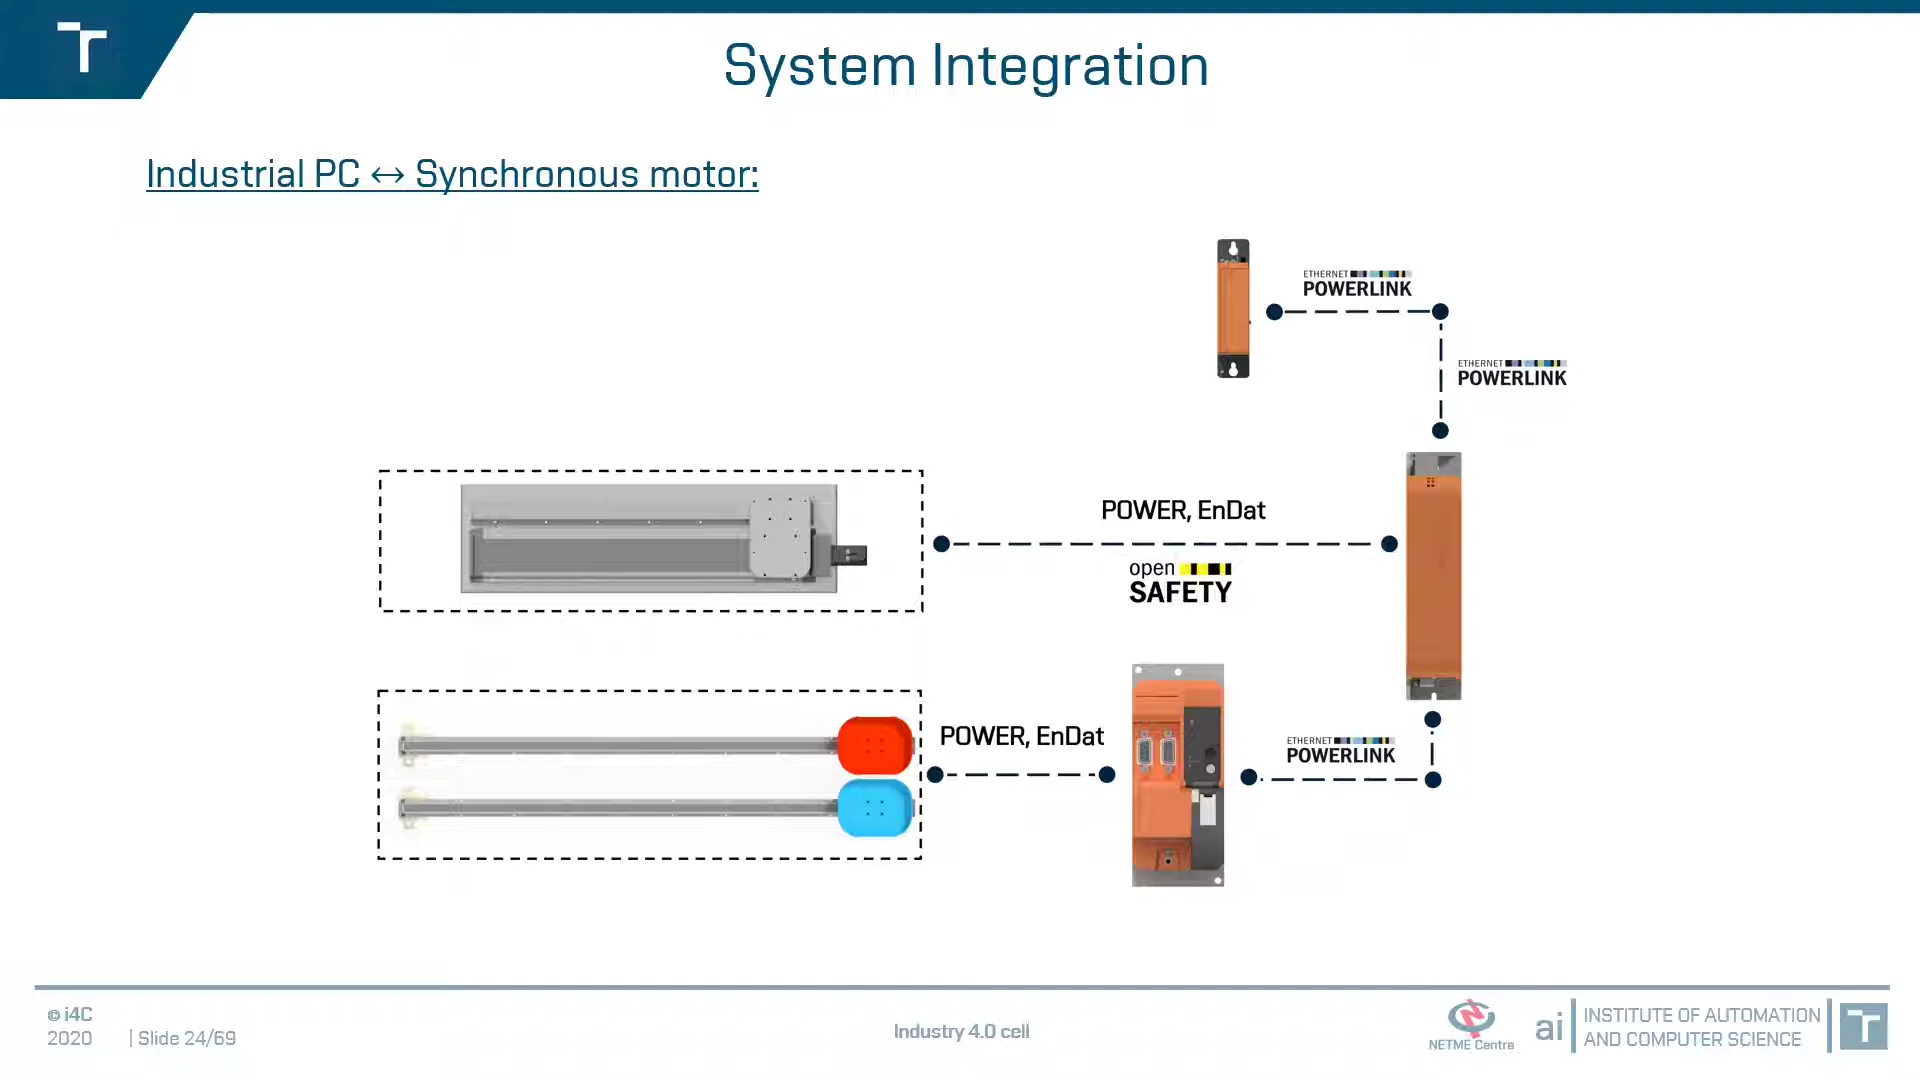 System Integration
Industrial PC ↔ Synchronous motor:
ETHERNET
POWERLINK
ETHERNET
POWERLINK
POWER, EnDat
open
SAFETY
POWER, EnDat
ETHERNET
POWERLINK
© i4C
2020 | Slide 24/69
Industry 4.0 cell
NETME Centre
ai
INSTITUTE OF AUTOMATION
AND COMPUTER SCIENCE